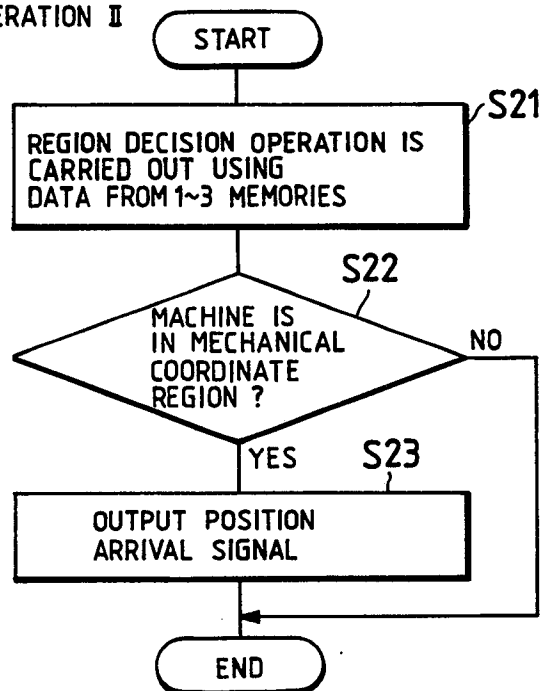 ERATION II
START
S21
REGION DECISION OPERATION IS
CARRIED OUT USING
DATA FROM 1~3 MEMORIES
S22
MACHINE IS
IN MECHANICAL
COORDINATE
REGION ?
NO
YES
S23
OUTPUT POSITION
ARRIVAL SIGNAL
END